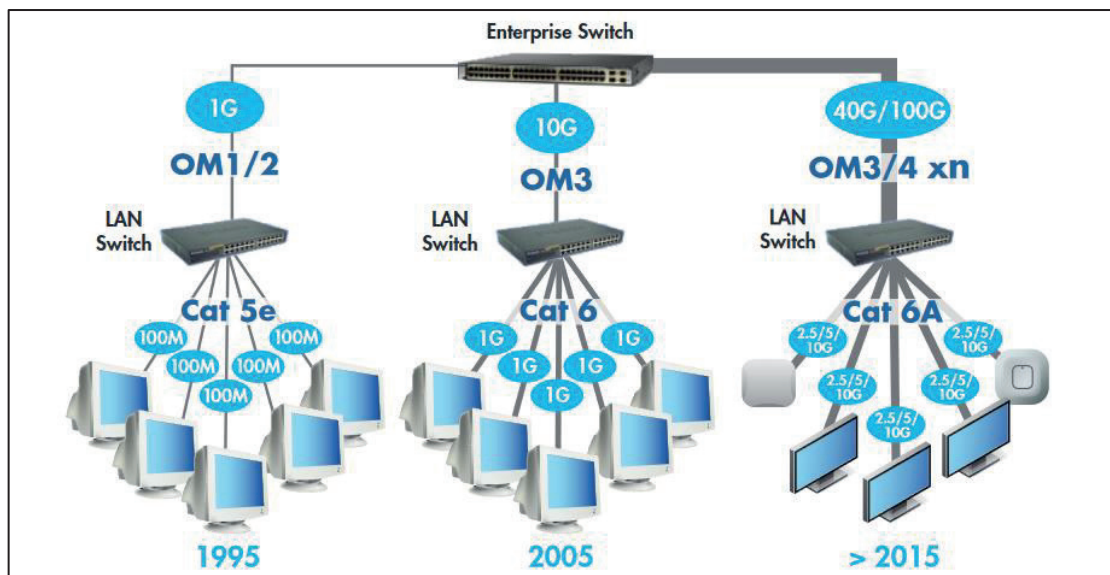 Enterprise Switch
1G
10G
40G/100G
OM1/2
OM3
OM3/4 xn
LAN
Switch
LAN
Switch
LAN
Switch
Cat 5e
100M
100M
100M
100M
100M
Cat 6
1G
1G
1G
1G
1G
Cat 6A
2.5/5/
10G
2.5/5/
10G
2.5/5/
10G
2.5/5/
10G
2.5/5/
10G
1995
2005
> 2015